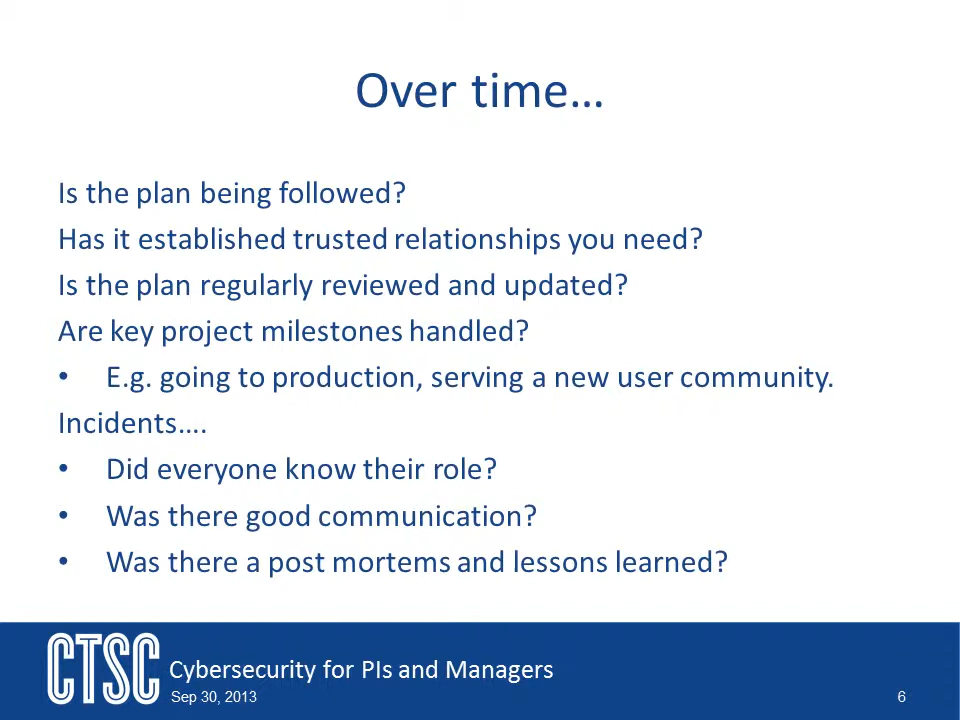 Over time…
Is the plan being followed?
Has it established trusted relationships you need?
Is the plan regularly reviewed and updated?
Are key project milestones handled?
• E.g. going to production, serving a new user community.
Incidents….
• Did everyone know their role?
• Was there good communication?
• Was there a post mortems and lessons learned?
CTSC
Cybersecurity for PIs and Managers
Sep 30, 2013
6